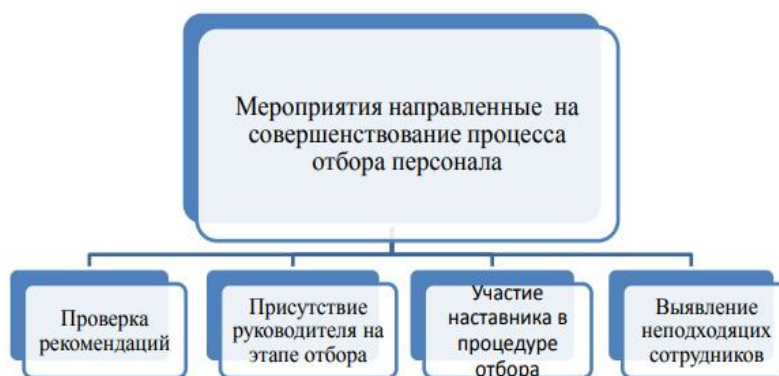 Мероприятия направленные на
совершенствование процесса
отбора персонала
Проверка
рекомендаций
Присутствие
руководителя на
этапе отбора
Участие
наставника в
процедуре
отбора
Выявление
неподходящих
сотрудников